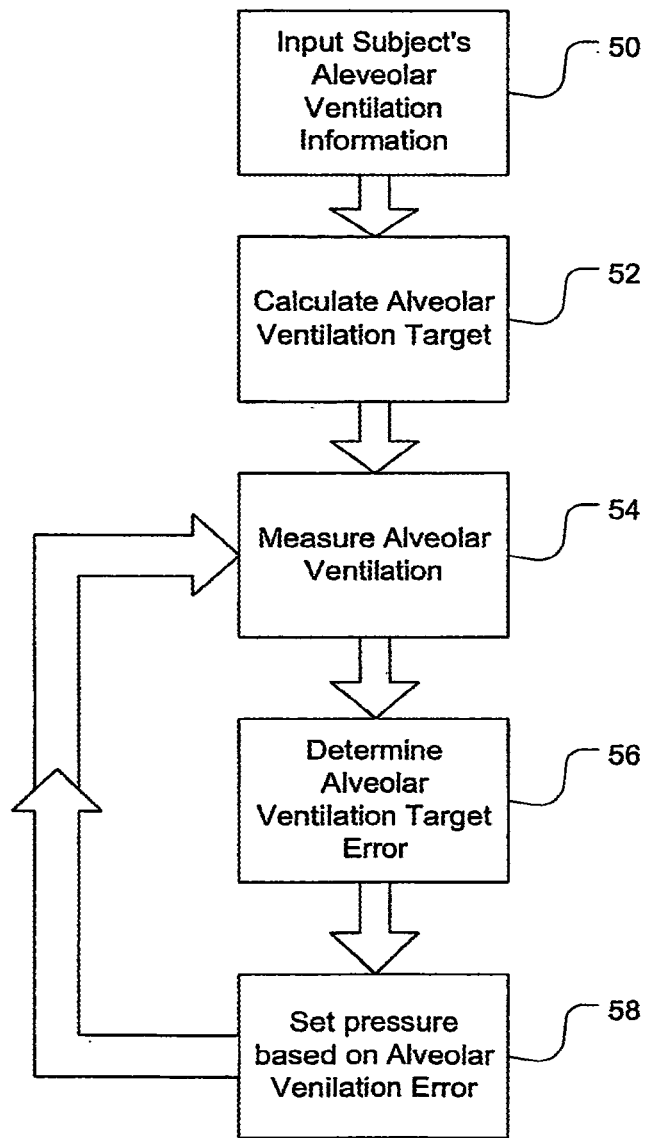 Input Subject's
Aleveolar
Ventilation
Information
50
Calculate Alveolar
Ventilation Target
52
Measure Alveolar
Ventilation
54
Determine
Alveolar
Ventilation Target
Error
56
Set pressure
based on Alveolar
Venilation Error
58